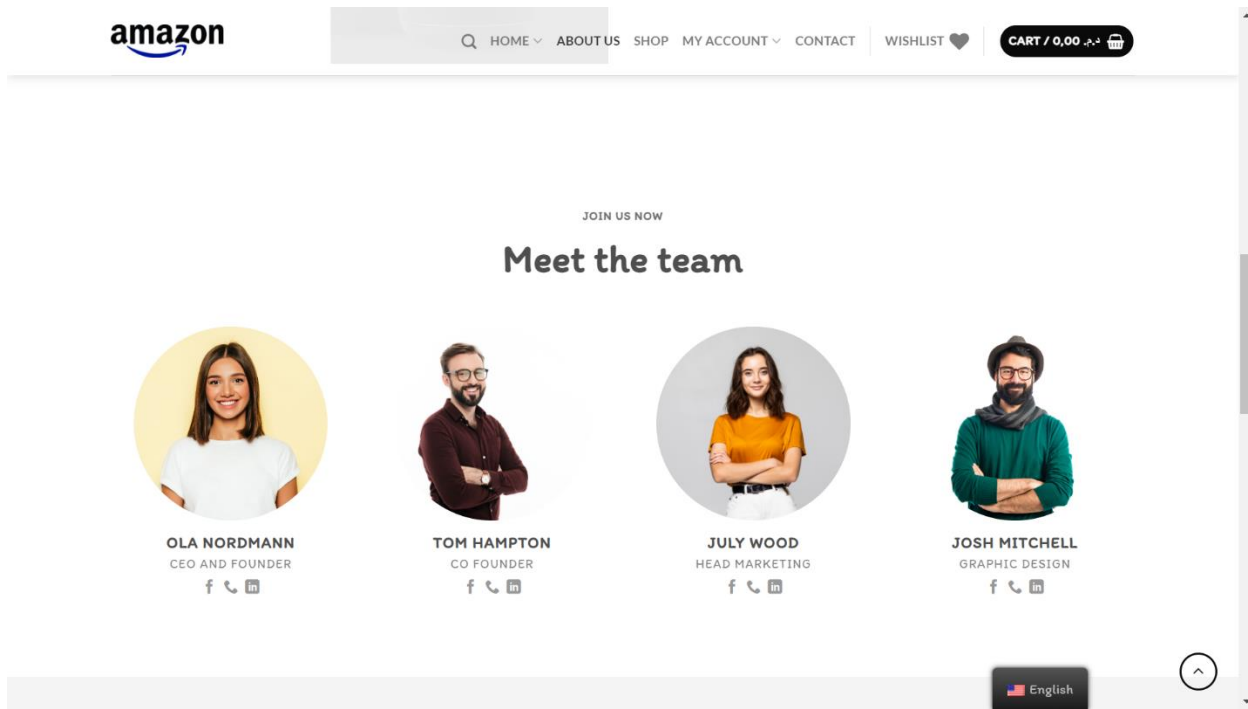 amazon
HOME ABOUT US SHOP MY ACCOUNT CONTACT WISHLIST CART / 0,00 د.م.
JOIN US NOW
Meet the team
OLA NORDMANN
CEO AND FOUNDER
TOM HAMPTON
CO FOUNDER
JULY WOOD
HEAD MARKETING
JOSH MITCHELL
GRAPHIC DESIGN
English